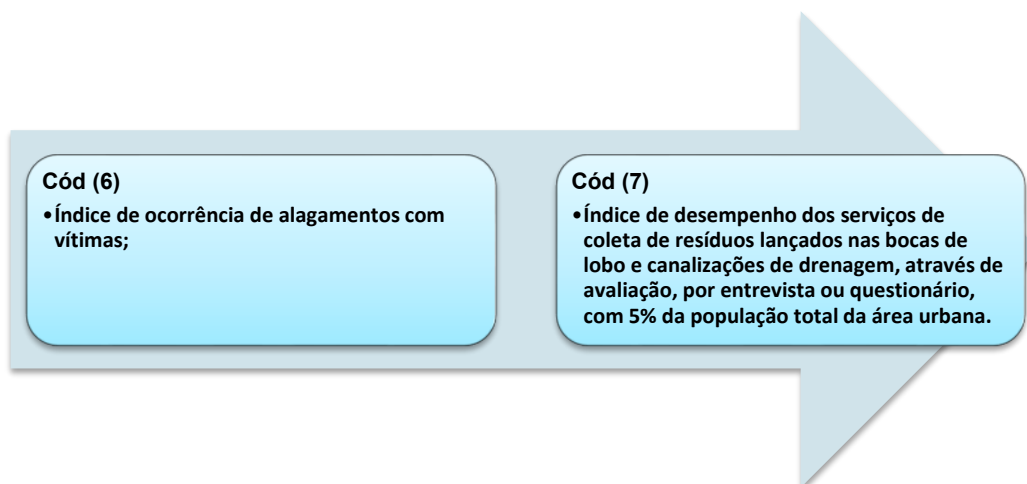 Cód (6)
•Índice de ocorrência de alagamentos com
vítimas;
Cód (7)
•Índice de desempenho dos serviços de
coleta de resíduos lançados nas bocas de
lobo e canalizações de drenagem, através de
avaliação, por entrevista ou questionário,
com 5% da população total da área urbana.